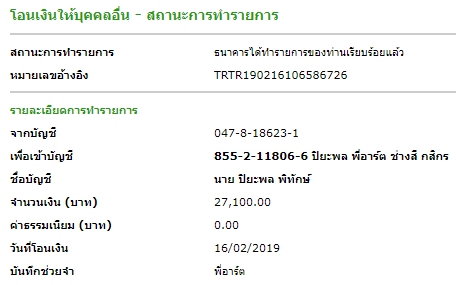 โอนเงินให้บุคคลอื่น - สถานะการทำรายการ
สถานะการทำรายการ ธนาคารได้ทำรายการของท่านเรียบร้อยแล้ว
หมายเลขอ้างอิง TRTR190216106586726
รายละเอียดการทำรายการ
จากบัญชี 047-8-18623-1
เพื่อเข้าบัญชี 855-2-11806-6 ปิยะพล พี่อาร์ต ช่างสี กสิกร
ชื่อบัญชี นาย ปิยะพล พิทักษ์
จำนวนเงิน (บาท) 27,100.00
ค่าธรรมเนียม (บาท) 0.00
วันที่โอนเงิน 16/02/2019
บันทึกช่วยจำ พี่อาร์ต